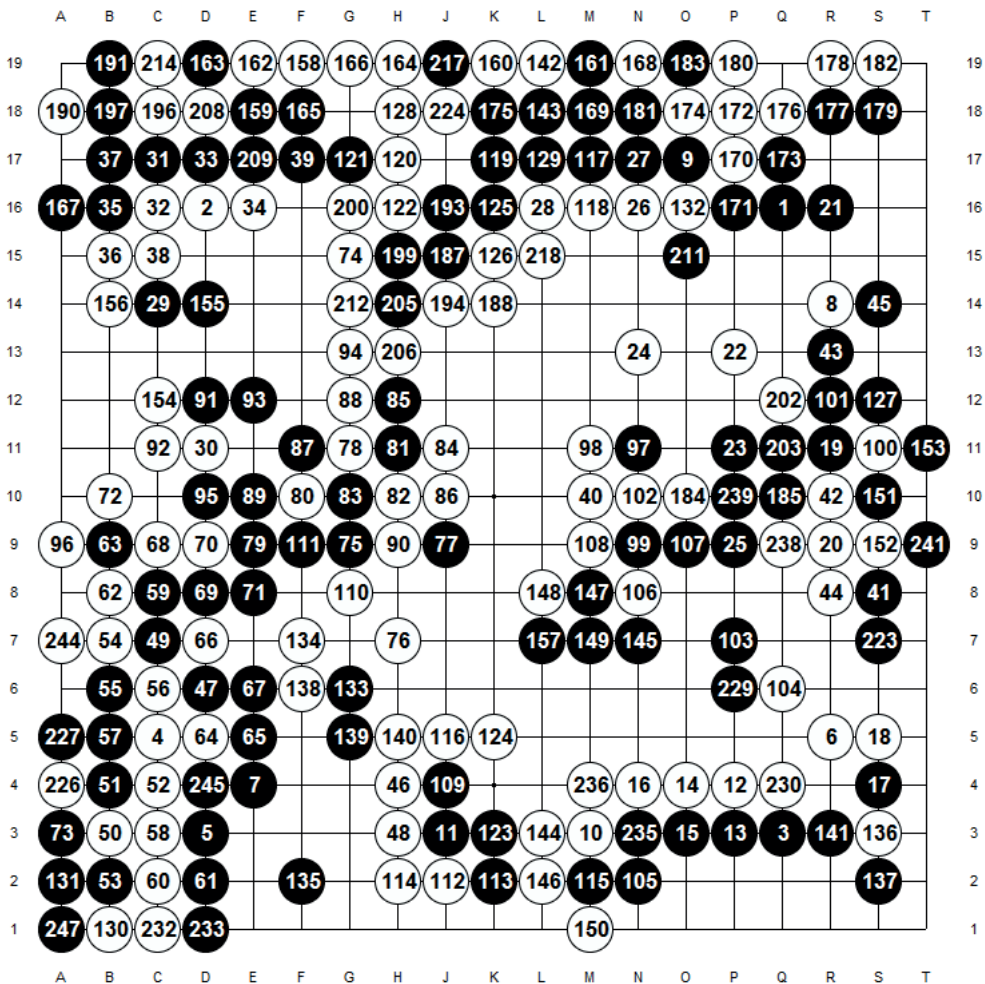 A B C D E F G H J K L M N O P Q R S T
19 191 214 163 162 158 166 164 217 160 142 161 168 183 180 178 182 19
18 190 197 196 208 159 165 128 224 175 143 169 181 174 172 176 177 179 18
17 37 31 33 209 39 121 120 119 129 117 27 9 170 173 17
16 167 35 32 2 34 200 122 193 125 28 118 26 132 171 1 21 16
15 36 38 74 199 187 126 218 211 15
14 156 29 155 212 205 194 188 8 45 14
13 94 206 24 22 43 13
12 154 91 93 88 85 202 101 127 12
11 92 30 87 78 81 84 98 97 23 203 19 100 153 11
10 72 95 89 80 83 82 86 40 102 184 239 185 42 151 10
9 96 63 68 70 79 111 75 90 77 108 99 107 25 238 20 152 241 9
8 62 59 69 71 110 148 147 106 44 41 8
7 244 54 49 66 134 76 157 149 145 103 223 7
6 55 56 47 67 138 133 229 104 6
5 227 57 4 64 65 139 140 116 124 6 18 5
4 226 51 52 245 7 46 109 236 16 14 12 230 17 4
3 73 50 58 5 48 11 123 144 10 235 15 13 3 141 136 3
2 131 53 60 61 135 114 112 113 146 115 105 137 2
1 247 130 232 233 150 1
A B C D E F G H J K L M N O P Q R S T